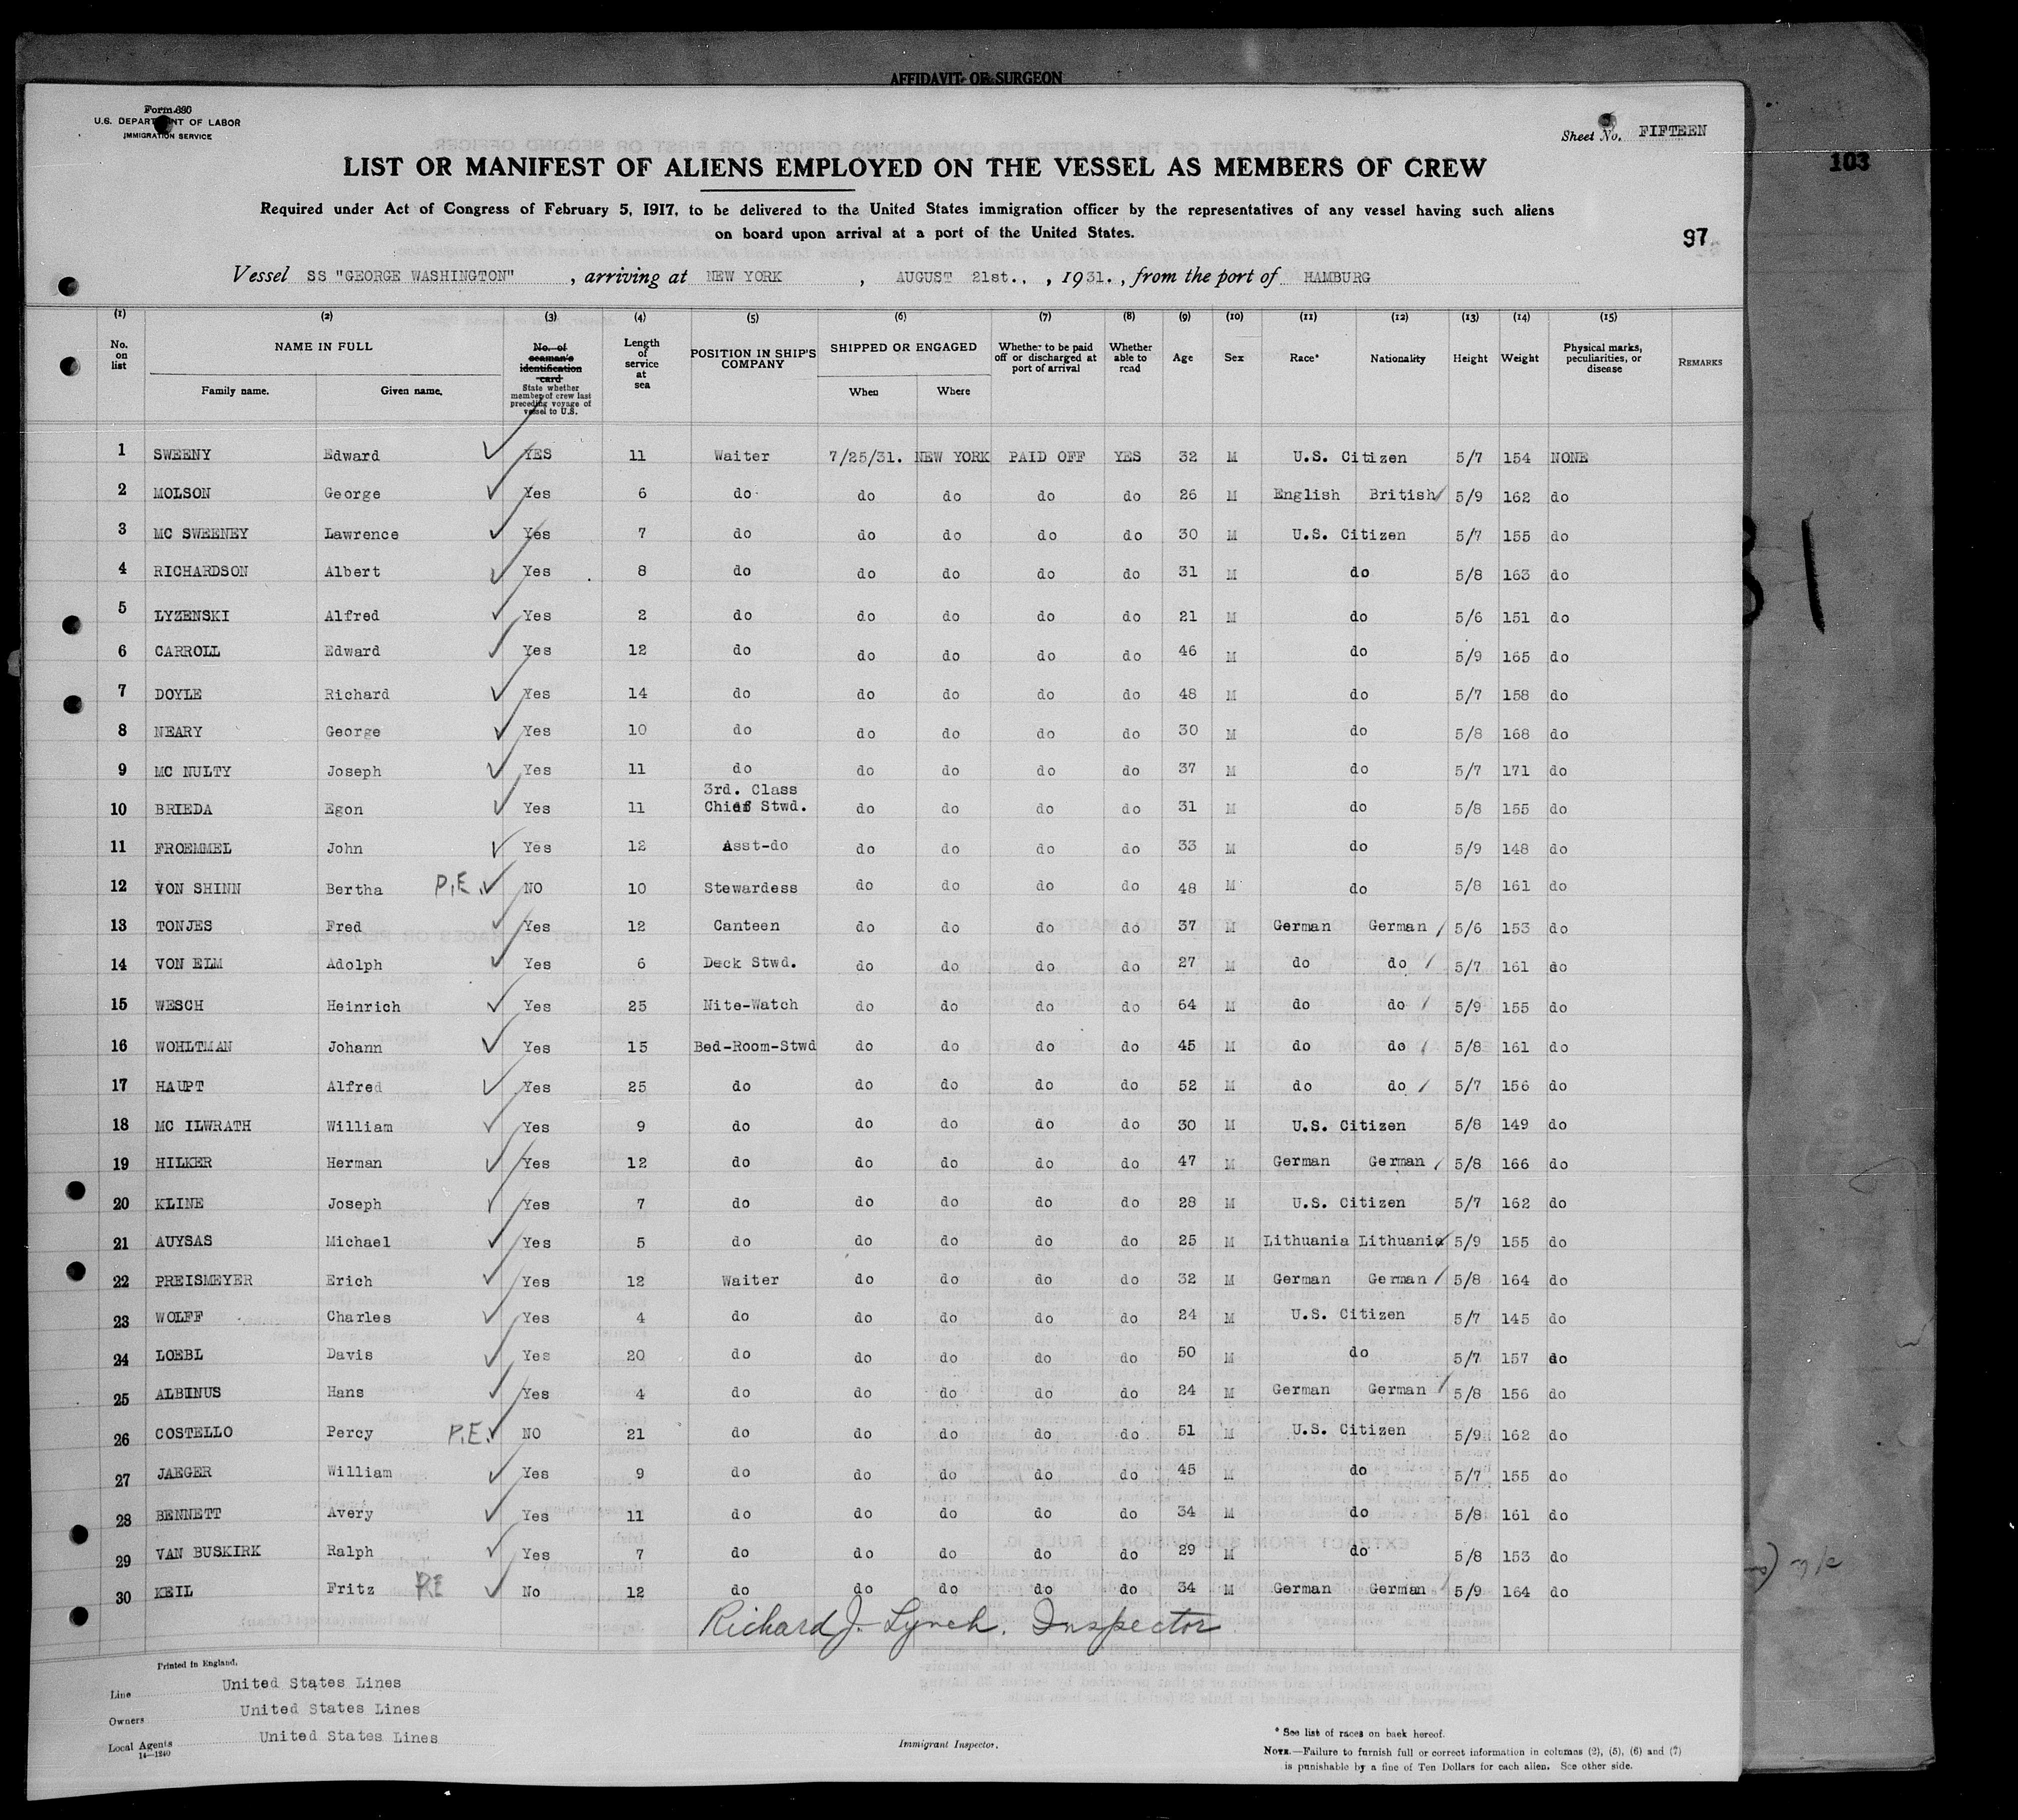 AFFIDAVIT OF SURGEON
Form 680
U.S. DEPARTMENT OF LABOR
IMMIGRATION SERVICE
Sheet No. FIFTEEN
103
LIST OR MANIFEST OF ALIENS EMPLOYED ON THE VESSEL AS MEMBERS OF CREW
Required under Act of Congress of February 5, 1917, to be delivered to the United States immigration officer by the representatives of any vessel having such aliens
on board upon arrival at a port of the United States.
97
Vessel SS "GEORGE WASHINGTON" , arriving at NEW YORK , AUGUST 21st., , 1931. , from the port of HAMBURG
(1) (2) (3) (4) (5) (6) (7) (8) (9) (10) (11) (12) (13) (14) (15)
No. on list NAME IN FULL Family name. Given name. No. of seaman's identification card State whether member of crew last preceding voyage of vessel to U.S. Length of service at sea POSITION IN SHIP'S COMPANY SHIPPED OR ENGAGED When Where Whether to be paid off or discharged at port of arrival Whether able to read Age Sex Race* Nationality Height Weight Physical marks, peculiarities, or disease REMARKS
1 SWEENY Edward YES 11 Waiter 7/25/31. NEW YORK PAID OFF YES 32 M U.S. Citizen 5/7 154 NONE
2 MOLSON George Yes 6 do do do do do 26 M English British 5/9 162 do
3 MC SWEENEY Lawrence Yes 7 do do do do do 30 M U.S. Citizen 5/7 155 do
4 RICHARDSON Albert Yes 8 do do do do do 31 M do 5/8 163 do
5 LYZENSKI Alfred Yes 2 do do do do do 21 M do 5/6 151 do
6 CARROLL Edward Yes 12 do do do do do 46 M do 5/9 165 do
7 DOYLE Richard Yes 14 do do do do do 48 M do 5/7 158 do
8 NEARY George Yes 10 do do do do do 30 M do 5/8 168 do
9 MC NULTY Joseph Yes 11 do do do do do 37 M do 5/7 171 do
10 BRIEDA Egon Yes 11 3rd. Class Chief Stwd. do do do do 31 M do 5/8 155 do
11 FROEMMEL John Yes 12 Asst-do do do do do 33 M do 5/9 148 do
12 VON SHINN Bertha P.E. NO 10 Stewardess do do do do 48 M do 5/8 161 do
13 TONJES Fred Yes 12 Canteen do do do do 37 M German German 5/6 153 do
14 VON ELM Adolph Yes 6 Deck Stwd. do do do do 27 M do do 5/7 161 do
15 WESCH Heinrich Yes 25 Nite-Watch do do do do 64 M do do 5/9 155 do
16 WOHLTMAN Johann Yes 15 Bed-Room-Stwd do do do do 45 M do do 5/8 161 do
17 HAUPT Alfred Yes 25 do do do do do 52 M do do 5/7 156 do
18 MC ILWRATH William Yes 9 do do do do do 30 M U.S. Citizen 5/8 149 do
19 HILKER Herman Yes 12 do do do do do 47 M German German 5/8 166 do
20 KLINE Joseph Yes 7 do do do do do 28 M U.S. Citizen 5/7 162 do
21 AUYSAS Michael Yes 5 do do do do do 25 M Lithuania Lithuania 5/9 155 do
22 PREISMEYER Erich Yes 12 Waiter do do do do 32 M German German 5/8 164 do
23 WOLFF Charles Yes 4 do do do do do 24 M U.S. Citizen 5/7 145 do
24 LOEBL Davis Yes 20 do do do do do 50 M do 5/7 157 do
25 ALBINUS Hans Yes 4 do do do do do 24 M German German 5/8 156 do
26 COSTELLO Percy P.E. NO 21 do do do do do 51 M U.S. Citizen 5/9 162 do
27 JAEGER William Yes 9 do do do do do 45 M do 5/7 155 do
28 BENNETT Avery Yes 11 do do do do do 34 M do 5/8 161 do
29 VAN BUSKIRK Ralph Yes 7 do do do do do 29 M do 5/8 153 do
30 KEIL Fritz PE No 12 do do do do do 34 M German German 5/9 164 do
Richard J. Lynch. Inspector
Printed in England.
Line United States Lines
Owners United States Lines
Local Agents United States Lines
14—1240
Immigrant Inspector.
* See list of races on back hereof.
NOTE.—Failure to furnish full or correct information in columns (2), (5), (6) and (7)
is punishable by a fine of Ten Dollars for each alien. See other side.